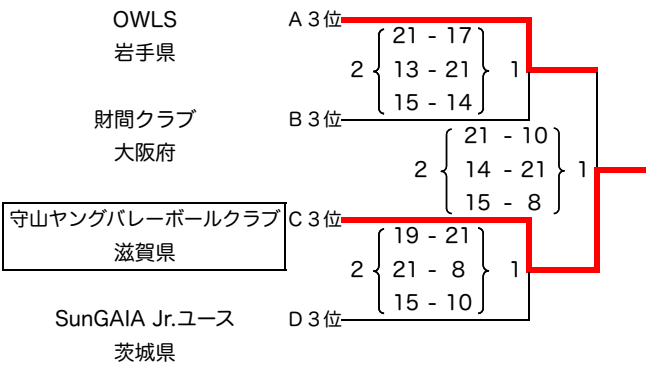 OWLS A３位
岩手県
21 - 17
2 13 - 21 1
15 - 14
財間クラブ B３位
大阪府
21 - 10
2 14 - 21 1
15 - 8
守山ヤングバレーボールクラブ C３位
滋賀県
19 - 21
2 21 - 8 1
15 - 10
SunGAIA Jr.ユース D３位
茨城県